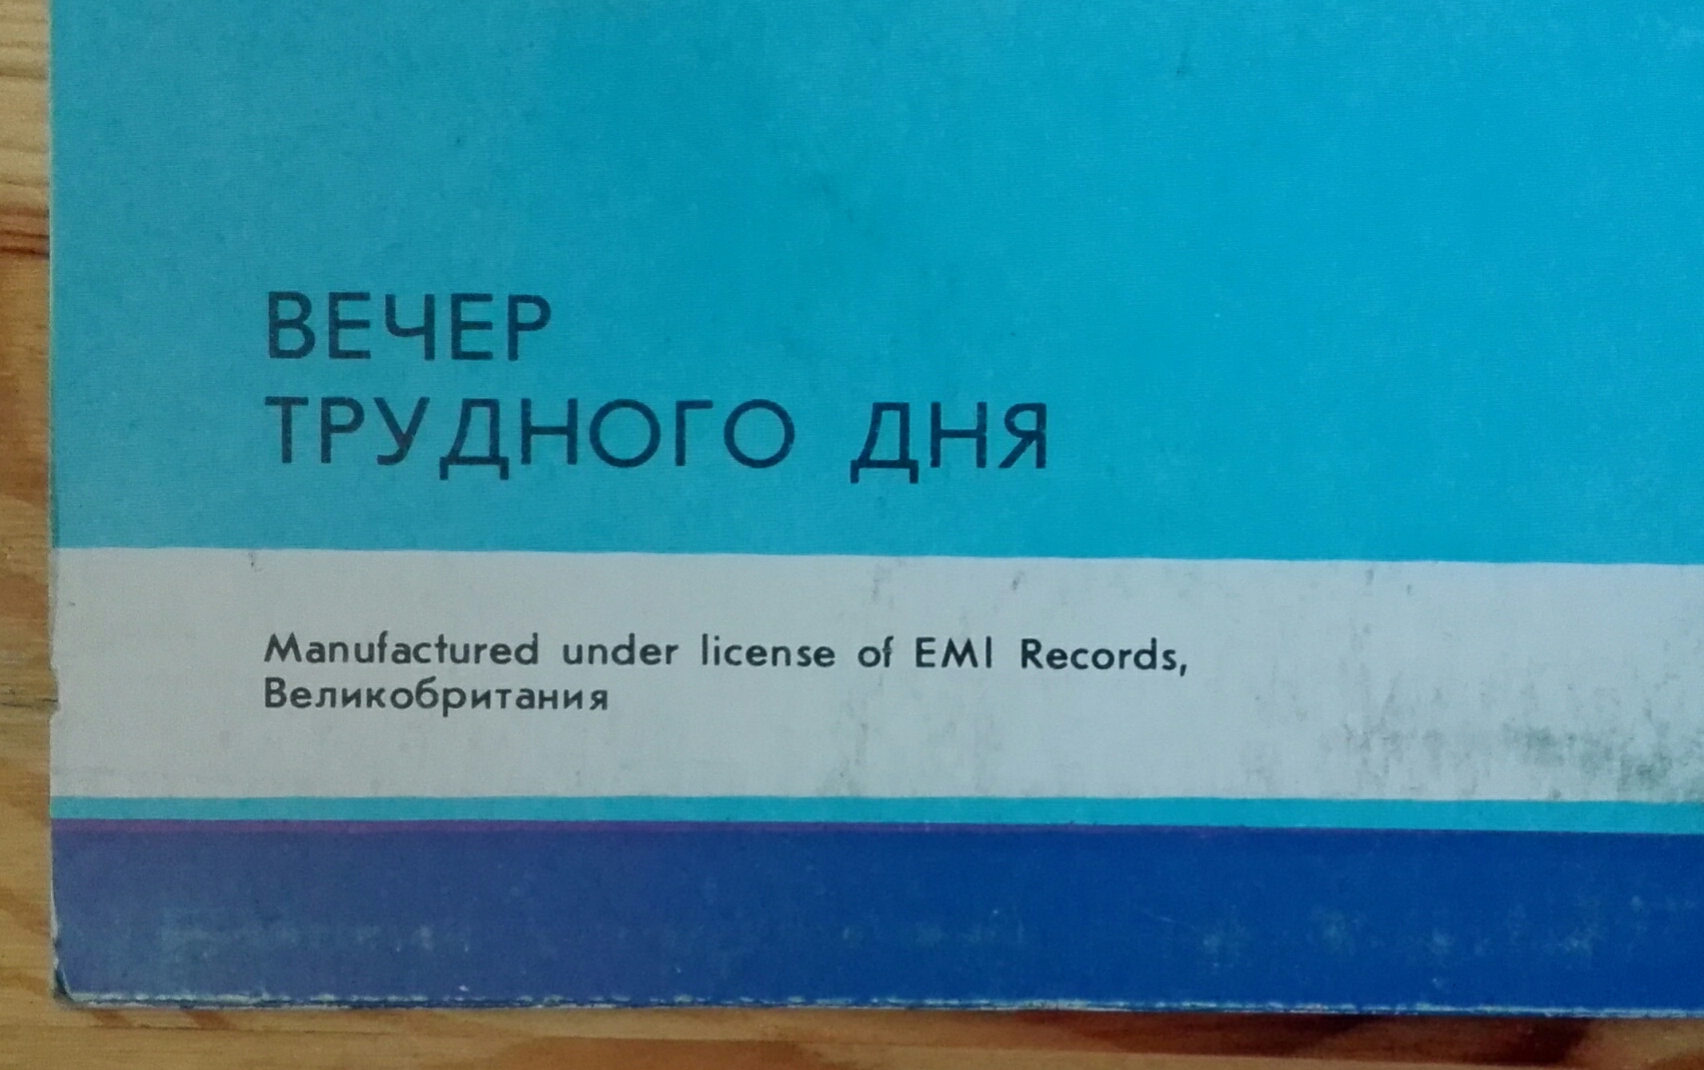 ВЕЧЕР
ТРУДНОГО ДНЯ
Manufactured under license of EMI Records,
Великобритания